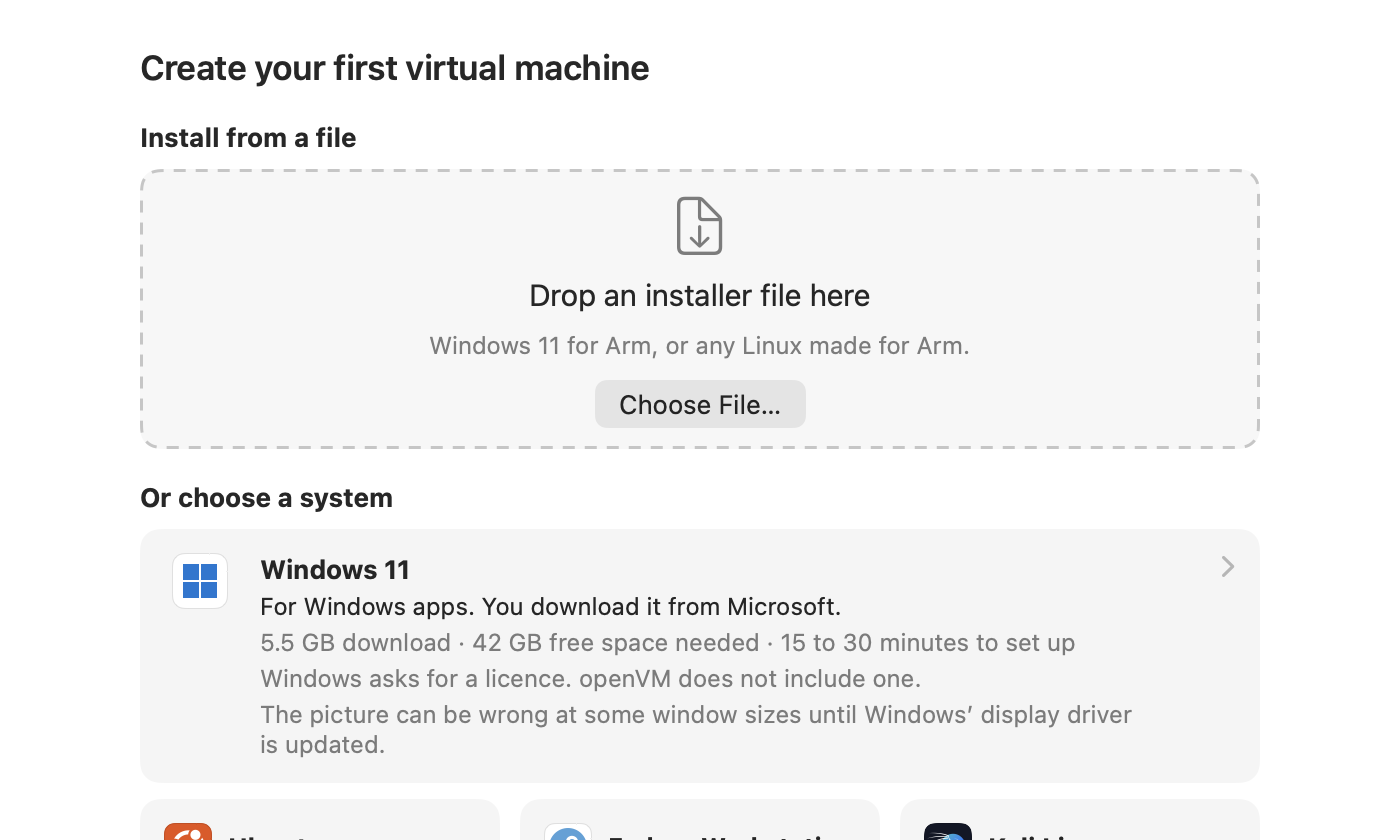 Create your first virtual machine
Install from a file
Drop an installer file here
Windows 11 for Arm, or any Linux made for Arm.
Choose File...
Or choose a system
Windows 11
For Windows apps. You download it from Microsoft.
5.5 GB download · 42 GB free space needed · 15 to 30 minutes to set up
Windows asks for a licence. openVM does not include one.
The picture can be wrong at some window sizes until Windows’ display driver
is updated.